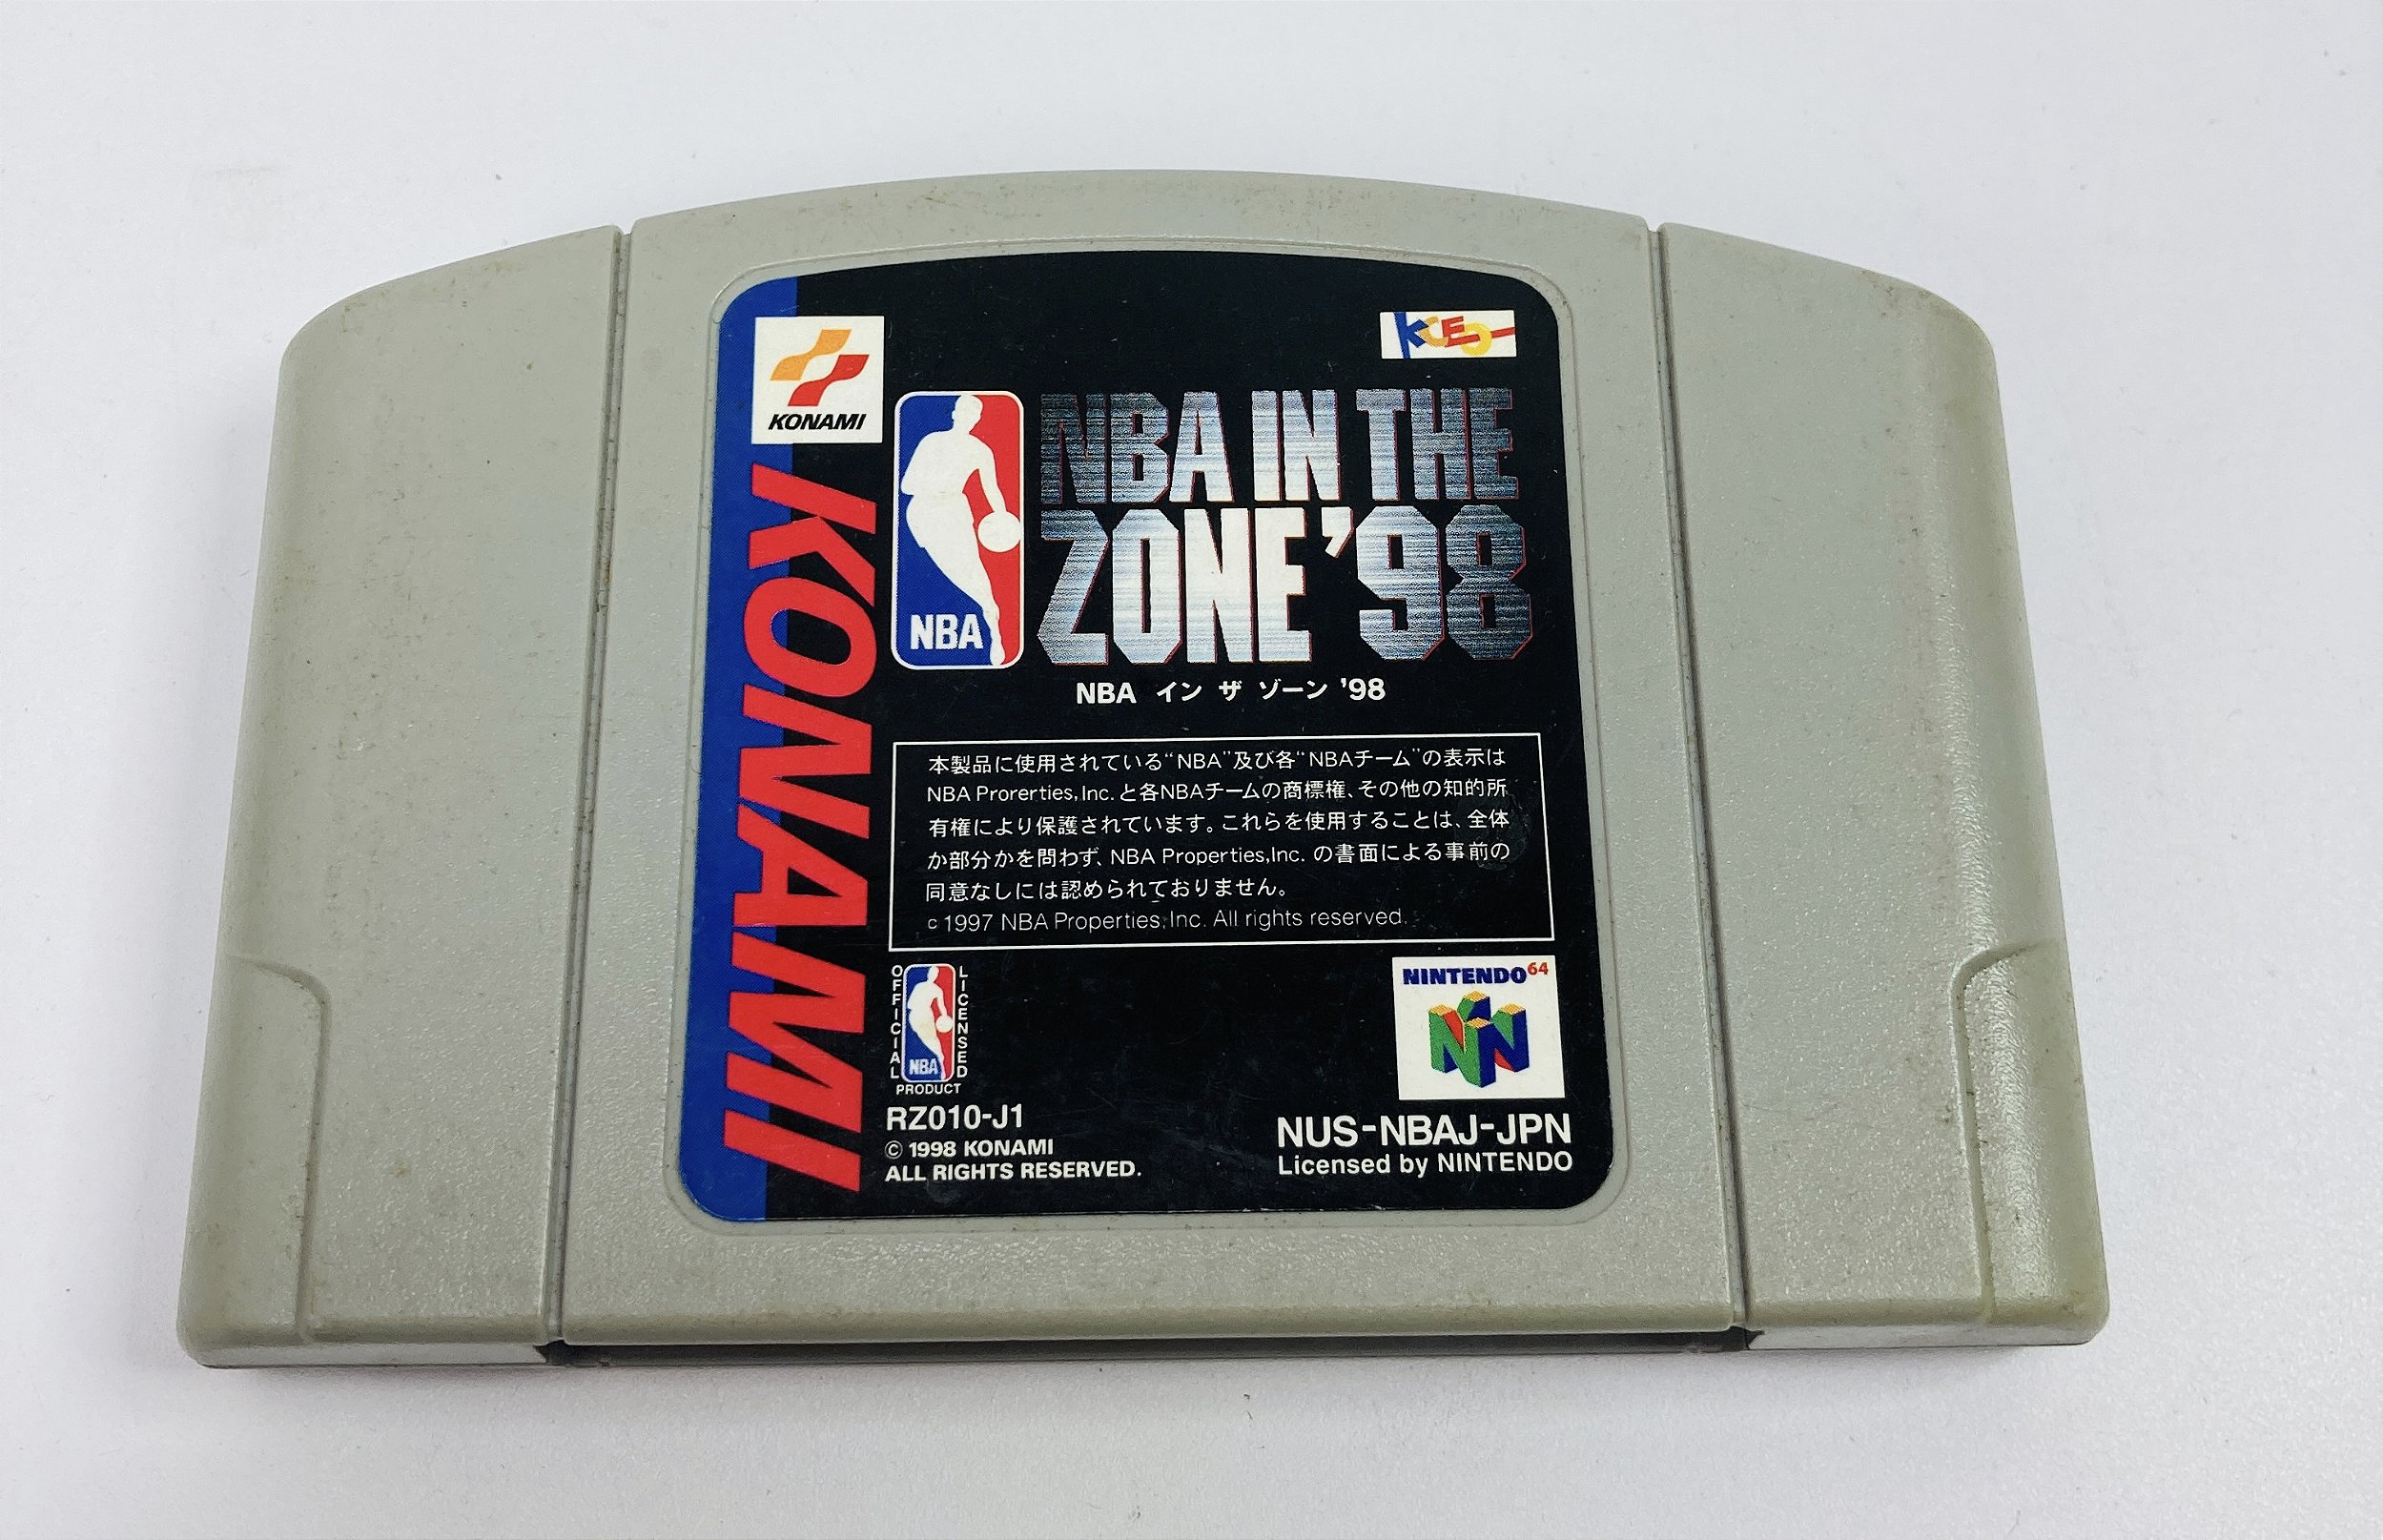 KCEO
KONAMI
KONAMI
NBA
NBA IN THE
ZONE '98
NBA イン ザ ゾーン '98
本製品に使用されている“NBA”及び各“NBAチーム”の表示は
NBA Prorerties,Inc.と各NBAチームの商標権、その他の知的所
有権により保護されています。これらを使用することは、全体
か部分かを問わず、NBA Properties,Inc. の書面による事前の
同意なしには認められておりません。
c 1997 NBA Properties,Inc. All rights reserved.
OFFICIAL
NBA
LICENSED
PRODUCT
RZ010-J1
© 1998 KONAMI
ALL RIGHTS RESERVED.
NINTENDO64
NUS-NBAJ-JPN
Licensed by NINTENDO